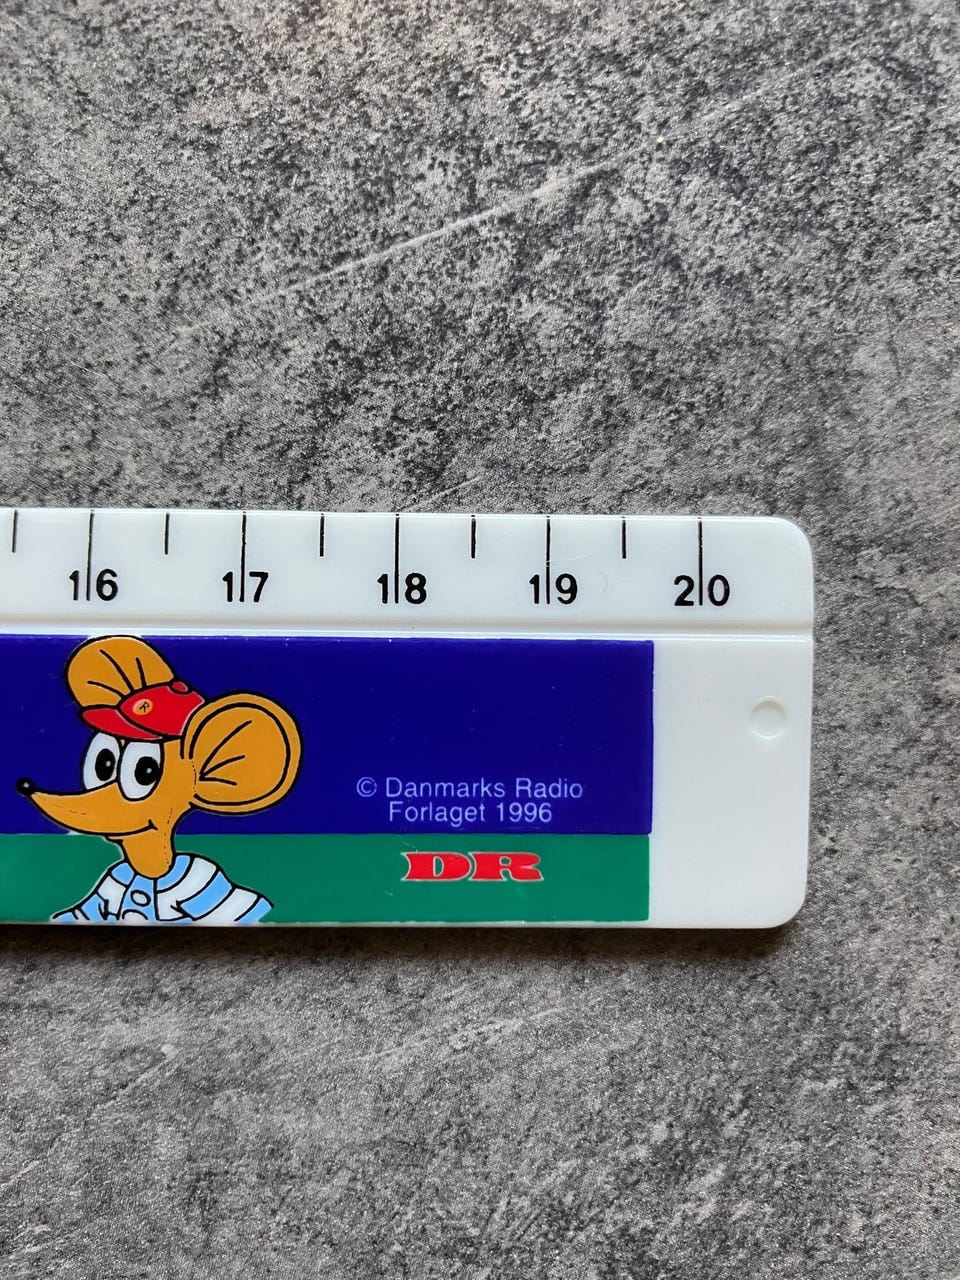 16 17 18 19 20
© Danmarks Radio
Forlaget 1996
DR